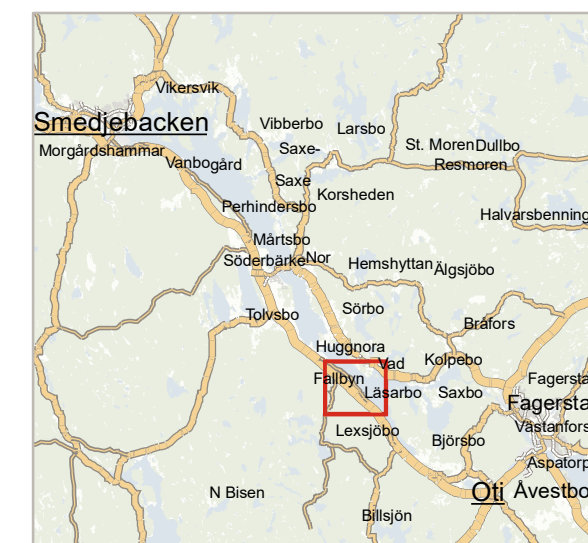 Vikersvik
Smedjebacken
Vibberbo
Larsbo
Morgårdshammar
Saxe-
St. Moren
Dullbo
Vanbogård
Resmoren
Saxe
Korsheden
Perhindersbo
Halvarsbenning
Mårtsbo
Söderbärke
Nor
Hemshyttan
Älgsjöbo
Tolvsbo
Sörbo
Bråfors
Huggnora
Vad
Kolpebo
Fallbyn
Läsarbo
Saxbo
Fagersta
Fagersta
Lexsjöbo
Västanfors
Björsbo
Aspatorp
N Bisen
Oti
Åvestbo
Billsjön